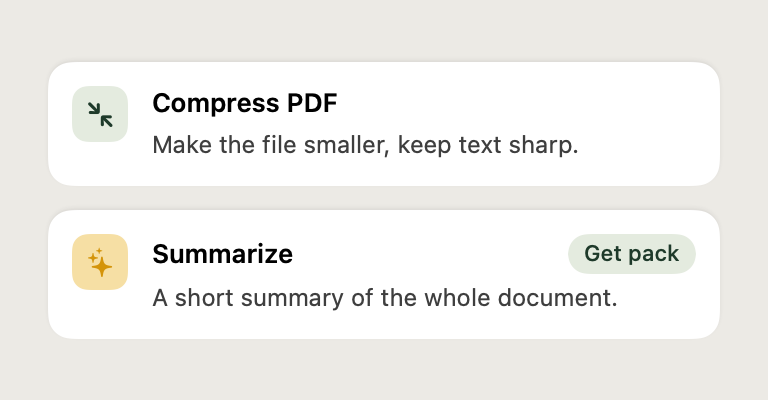 Compress PDF
Make the file smaller, keep text sharp.
Summarize
Get pack
A short summary of the whole document.